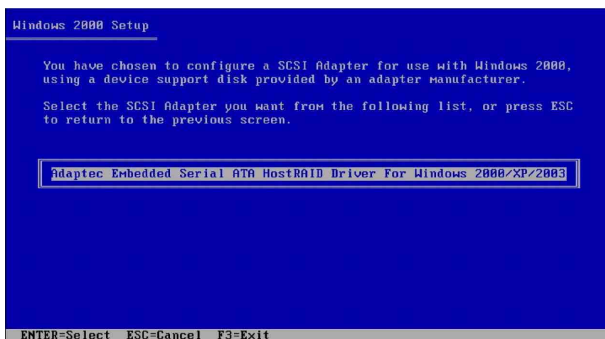 Windows 2000 Setup
You have chosen to configure a SCSI Adapter for use with Windows 2000,
using a device support disk provided by an adapter manufacturer.
Select the SCSI Adapter you want from the following list, or press ESC
to return to the previous screen.
Adaptec Embedded Serial ATA HostRAID Driver For Windows 2000/XP/2003
ENTER=Select ESC=Cancel F3=Exit